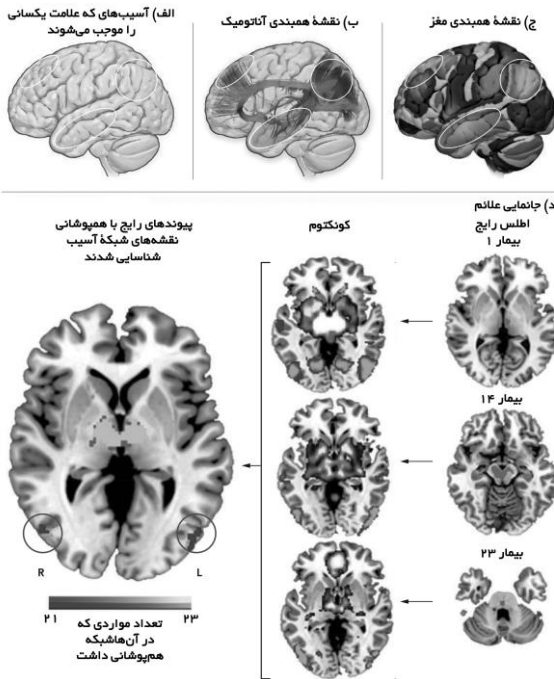 الف) آسیب‌های که علامت یکسانی
را موجب می‌شوند
ب) نقشهٔ همبندی آناتومیک
ج) نقشهٔ همبندی مغز
د) جانمایی علائم
اطلس رایج
بیمار ۱
کونکتوم
پیوندهای رایج با همپوشانی
نقشه‌های شبکهٔ آسیب
شناسایی شدند
بیمار ۱۴
بیمار ۲۳
R
L
۲۱
۲۳
تعداد مواردی که
در آن‌هاشبکه
هم‌پوشانی داشت